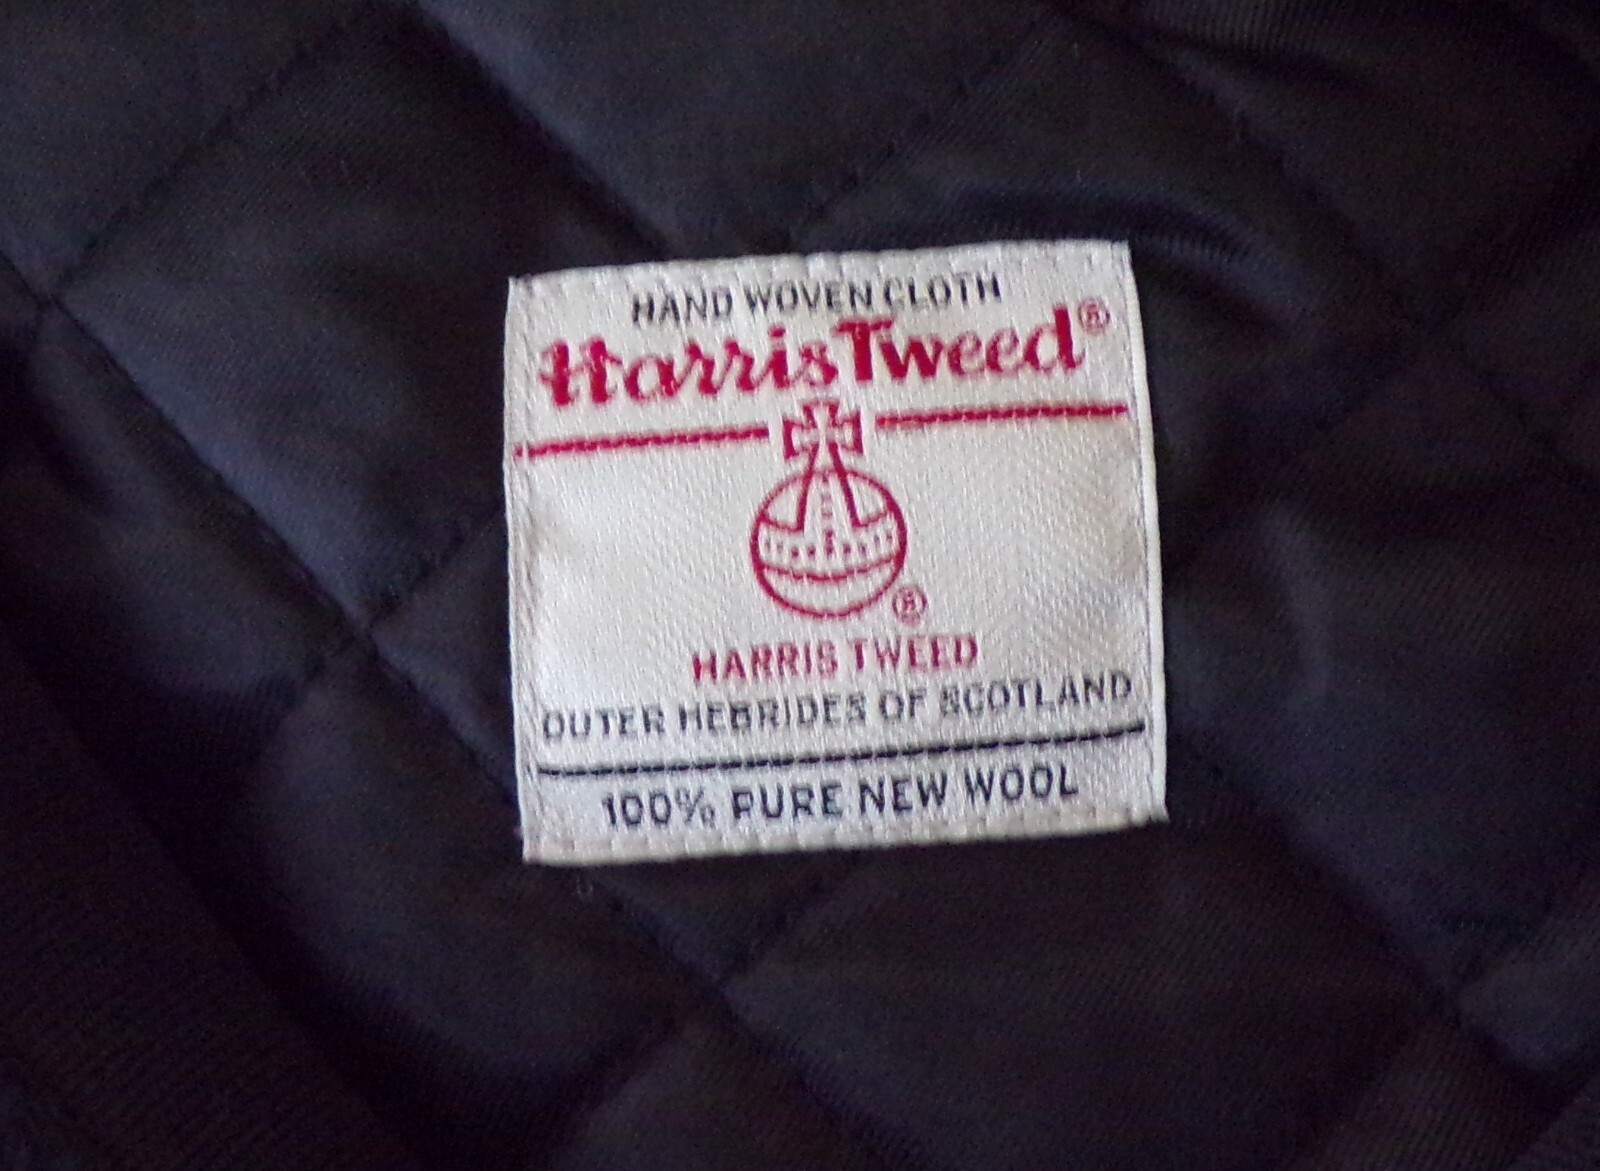 HAND WOVEN CLOTH
Harris Tweed®
®
HARRIS TWEED
OUTER HEBRIDES OF SCOTLAND
100% PURE NEW WOOL